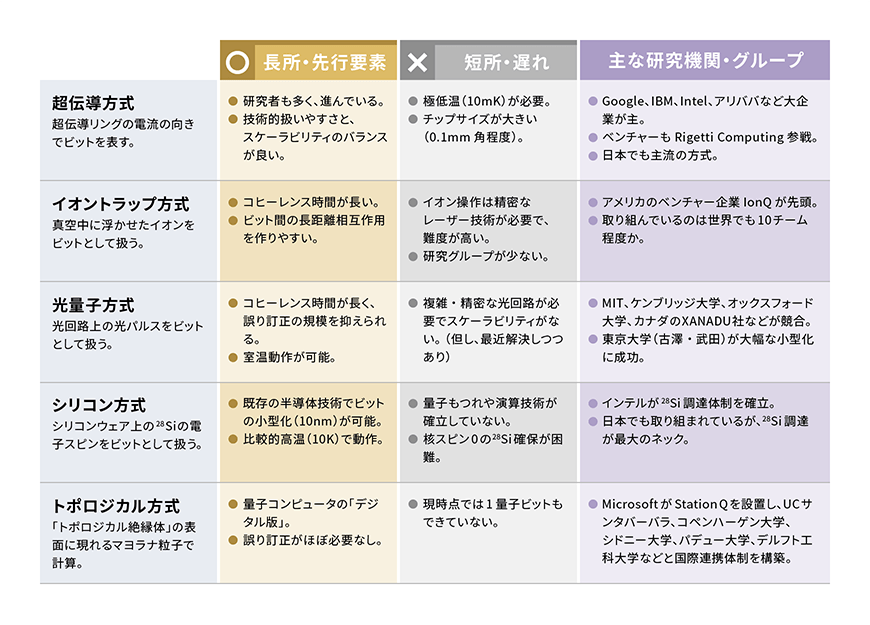 ○ 長所・先行要素
× 短所・遅れ
主な研究機関・グループ
超伝導方式
超伝導リングの電流の向き
でビットを表す。
● 研究者も多く、進んでいる。
● 技術的扱いやすさと、
スケーラビリティのバランス
が良い。
● 極低温（10mK）が必要。
● チップサイズが大きい
（0.1mm 角程度）。
● Google、IBM、Intel、アリババなど大企
業が主。
● ベンチャーも Rigetti Computing 参戦。
● 日本でも主流の方式。
イオントラップ方式
真空中に浮かせたイオンを
ビットとして扱う。
● コヒーレンス時間が長い。
● ビット間の長距離相互作用
を作りやすい。
● イオン操作は精密な
レーザー技術が必要で、
難度が高い。
● 研究グループが少ない。
● アメリカのベンチャー企業 IonQ が先頭。
● 取り組んでいるのは世界でも 10 チーム
程度か。
光量子方式
光回路上の光パルスをビット
として扱う。
● コヒーレンス時間が長く、
誤り訂正の規模を抑えられ
る。
● 室温動作が可能。
● 複雑・精密な光回路が必
要でスケーラビリティがな
い。（但し、最近解決しつつ
あり）
● MIT、ケンブリッジ大学、オックスフォード
大学、カナダのXANADU社などが競合。
● 東京大学（古澤・武田）が大幅な小型化
に成功。
シリコン方式
シリコンウェア上の ²⁸Siの電
子スピンをビットとして扱う。
● 既存の半導体技術でビット
の小型化（10nm）が可能。
● 比較的高温（10K）で動作。
● 量子もつれや演算技術が
確立していない。
● 核スピン０の²⁸Si確保が困
難。
● インテルが ²⁸Si 調達体制を確立。
● 日本でも取り組まれているが、²⁸Si 調達
が最大のネック。
トポロジカル方式
「トポロジカル絶縁体」の表
面に現れるマヨラナ粒子で
計算。
● 量子コンピュータの「デジ
タル版」。
● 誤り訂正がほぼ必要なし。
● 現時点では 1 量子ビットも
できていない。
● Microsoft が Station Q を設置し、UCサ
ンタバーバラ、コペンハーゲン大学、
シドニー大学、パデュー大学、デルフト工
科大学などと国際連携体制を構築。